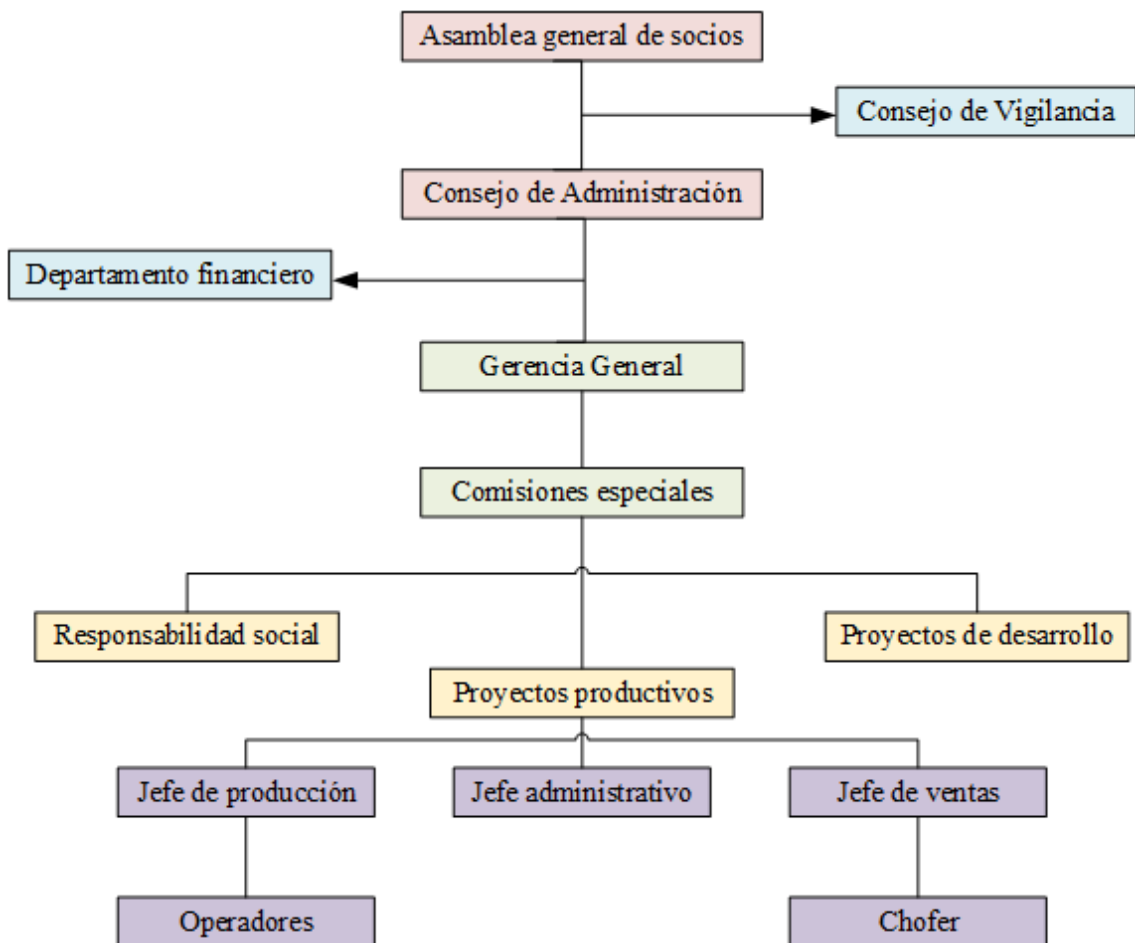 Asamblea general de socios
Consejo de Vigilancia
Consejo de Administración
Departamento financiero
Gerencia General
Comisiones especiales
Responsabilidad social
Proyectos de desarrollo
Proyectos productivos
Jefe de producción
Jefe administrativo
Jefe de ventas
Operadores
Chofer